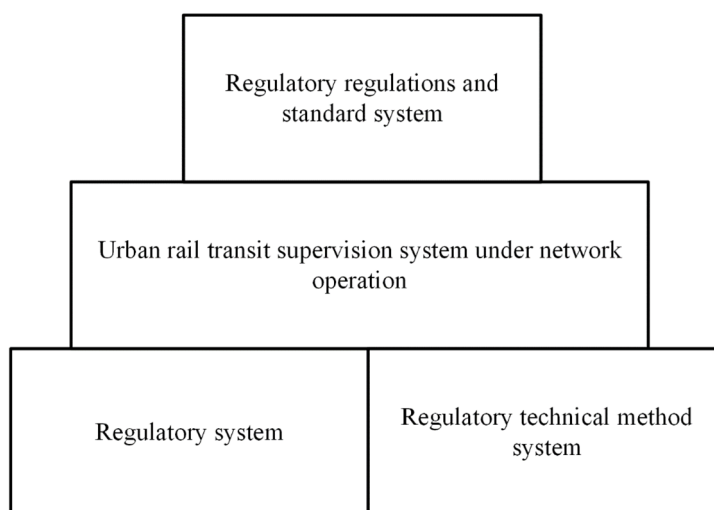 Regulatory regulations and
standard system
Urban rail transit supervision system under network
operation
Regulatory system
Regulatory technical method
system